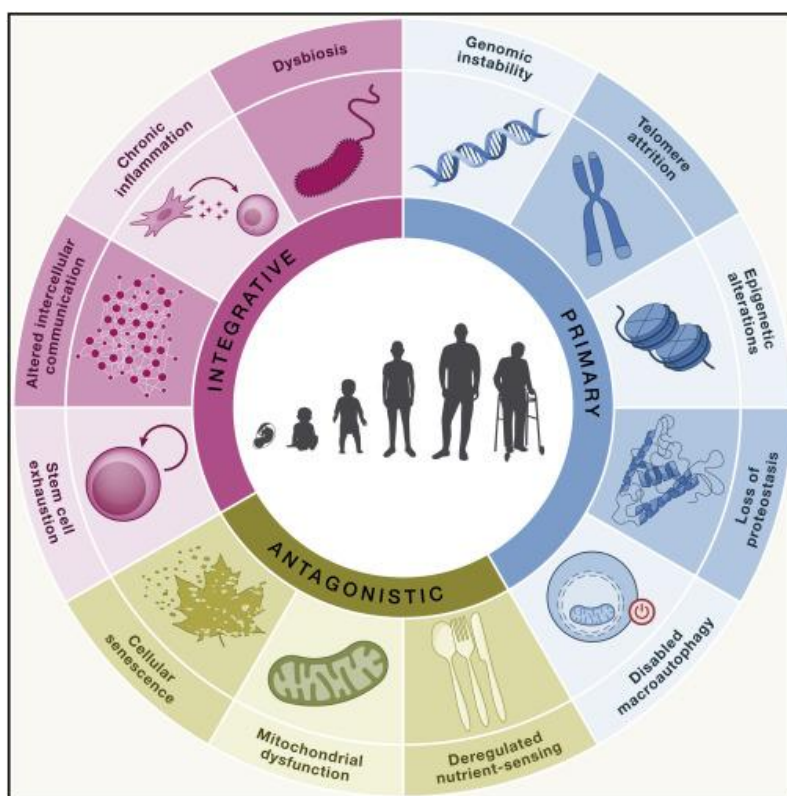 Dysbiosis
Genomic
instability
Telomere
attrition
Epigenetic
alterations
Loss of
proteostasis
Disabled
macroautophagy
Deregulated
nutrient-sensing
Mitochondrial
dysfunction
Cellular
senescence
Stem cell
exhaustion
Altered intercellular
communication
Chronic
inflammation
INTEGRATIVE
PRIMARY
ANTAGONISTIC